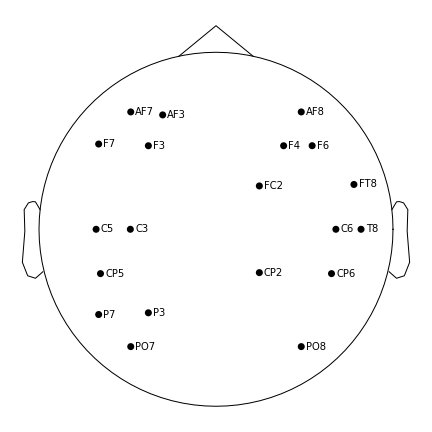 AF7 AF3 AF8
F7 F3 F4 F6
FC2 FT8
C5 C3 C6 T8
CP5 CP2 CP6
P7 P3
PO7 PO8